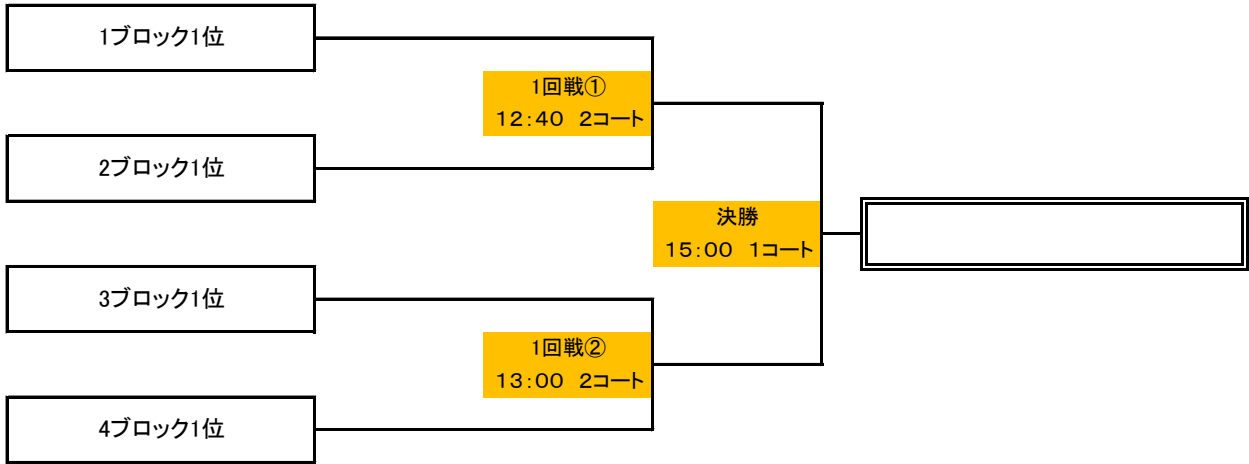 1ブロック1位
1回戦①
12:40 2コート
2ブロック1位
決勝
15:00 1コート
3ブロック1位
1回戦②
13:00 2コート
4ブロック1位